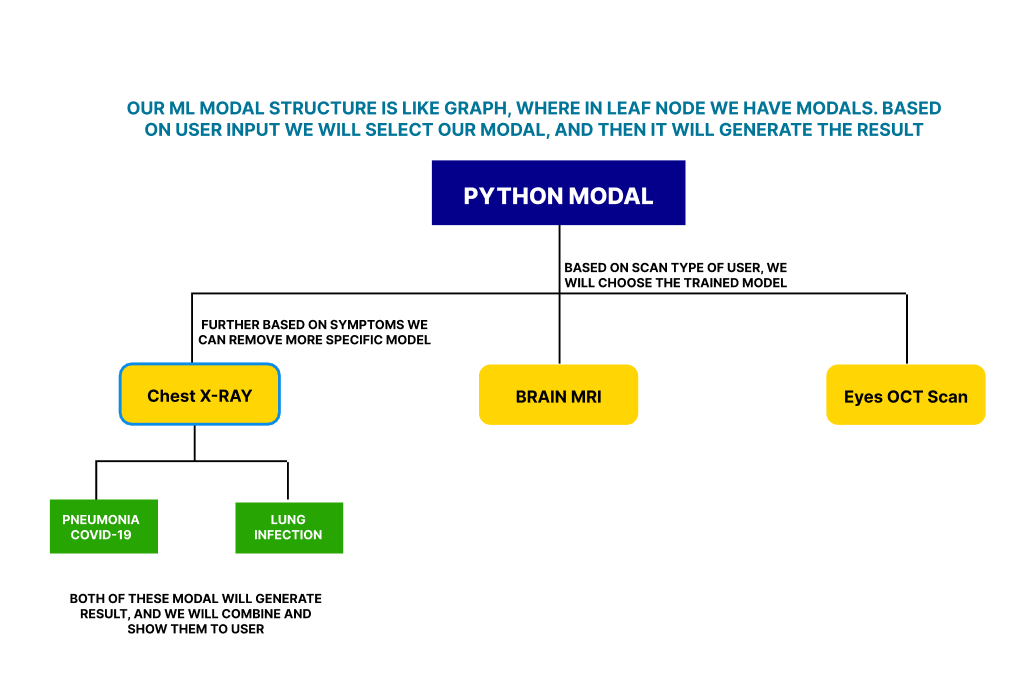 OUR ML MODAL STRUCTURE IS LIKE GRAPH, WHERE IN LEAF NODE WE HAVE MODALS. BASED
ON USER INPUT WE WILL SELECT OUR MODAL, AND THEN IT WILL GENERATE THE RESULT
PYTHON MODAL
BASED ON SCAN TYPE OF USER, WE
WILL CHOOSE THE TRAINED MODEL
FURTHER BASED ON SYMPTOMS WE
CAN REMOVE MORE SPECIFIC MODEL
Chest X-RAY
BRAIN MRI
Eyes OCT Scan
PNEUMONIA
COVID-19
LUNG
INFECTION
BOTH OF THESE MODAL WILL GENERATE
RESULT, AND WE WILL COMBINE AND
SHOW THEM TO USER